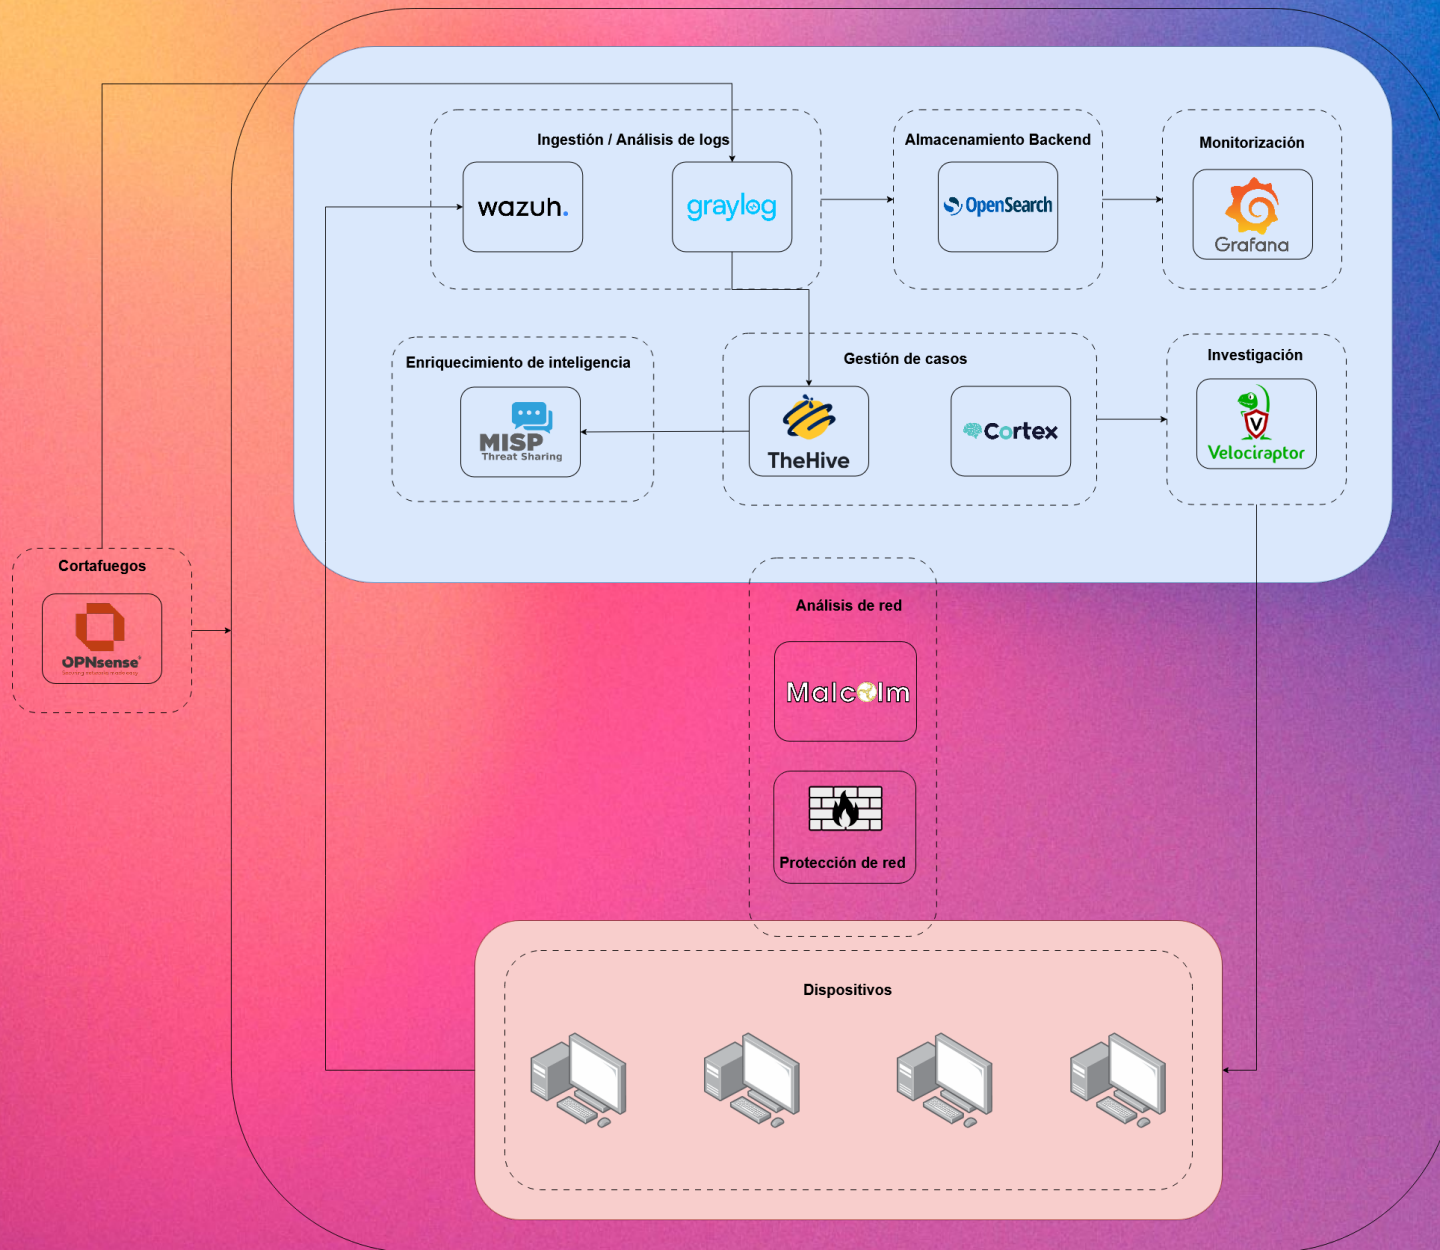 Ingestión / Análisis de logs
wazuh.
graylog
Almacenamiento Backend
OpenSearch
Monitorización
Grafana
Enriquecimiento de inteligencia
MISP
Threat Sharing
Gestión de casos
TheHive
Cortex
Investigación
V
Velociraptor
Cortafuegos
OPNsense®
Análisis de red
Malcolm
Protección de red
Dispositivos